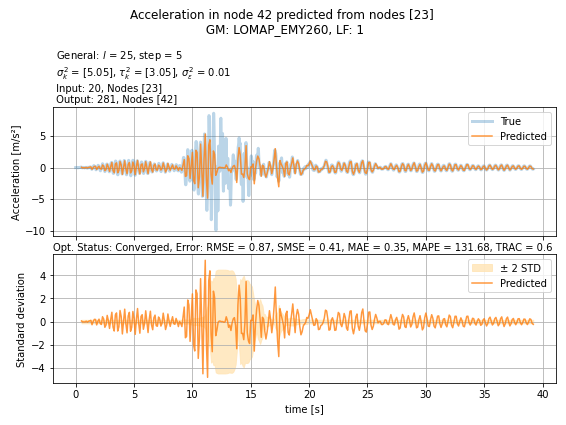 Acceleration in node 42 predicted from nodes [23]
GM: LOMAP_EMY260, LF: 1
General: l = 25, step = 5
σ²ₖ = [5.05], τ²ₖ = [3.05], σ²ε = 0.01
Input: 20, Nodes [23]
Output: 281, Nodes [42]
Acceleration [m/s²]
5
0
−5
−10
True
Predicted
Opt. Status: Converged, Error: RMSE = 0.87, SMSE = 0.41, MAE = 0.35, MAPE = 131.68, TRAC = 0.6
Standard deviation
4
2
0
−2
−4
± 2 STD
Predicted
0 5 10 15 20 25 30 35 40
time [s]